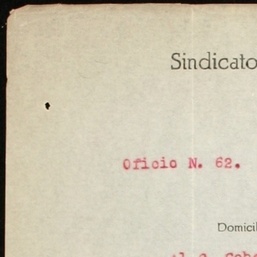 Sindicato
Oficio N. 62.
Domicil